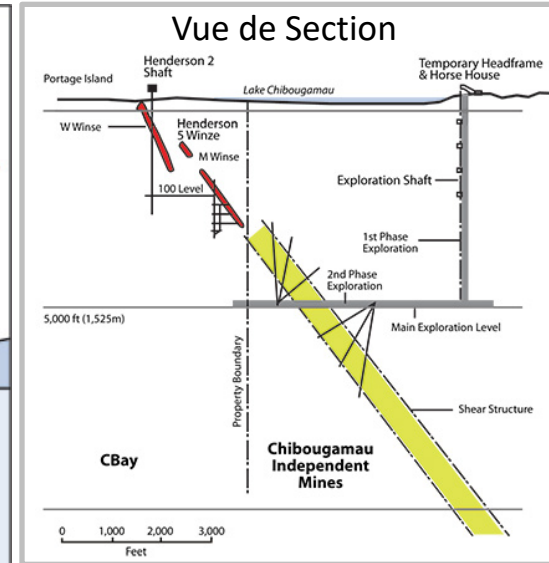 Vue de Section
Henderson 2
Shaft
Temporary Headframe
& Horse House
Portage Island
Lake Chibougamau
W Winse
Henderson
5 Winze
M Winse
100 Level
Exploration Shaft
1st Phase
Exploration
2nd Phase
Exploration
5,000 ft (1,525m)
Main Exploration Level
Property Boundary
Shear Structure
CBay
Chibougamau
Independent
Mines
0 1,000 2,000 3,000
Feet